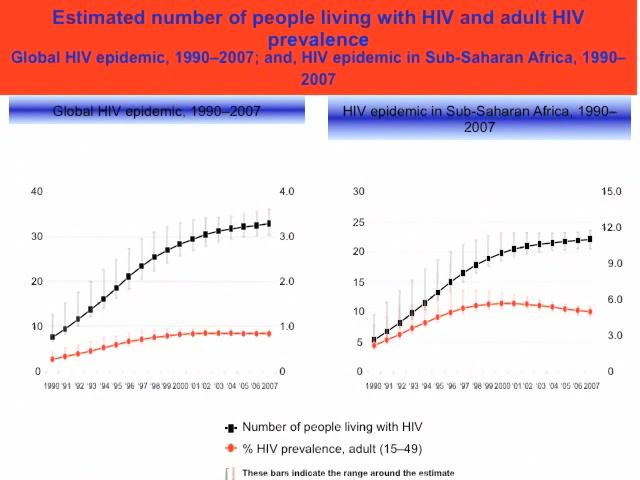 Estimated number of people living with HIV and adult HIV
prevalence
Global HIV epidemic, 1990–2007; and, HIV epidemic in Sub-Saharan Africa, 1990–
2007
Global HIV epidemic, 1990–2007
HIV epidemic in Sub-Saharan Africa, 1990–
2007
40 4.0
30 3.0
20 2.0
10 1.0
0 0
1990 '91 '92 '93 '94 '95 '96 '97 '98 '99 2000 '01 '02 '03 '04 '05 '06 2007
30 15.0
25 12.0
20 9.0
15
10 6.0
5 3.0
0 0
1990 '91 '92 '93 '94 '95 '96 '97 '98 '99 2000 '01 '02 '03 '04 '05 '06 2007
Number of people living with HIV
% HIV prevalence, adult (15–49)
These bars indicate the range around the estimate